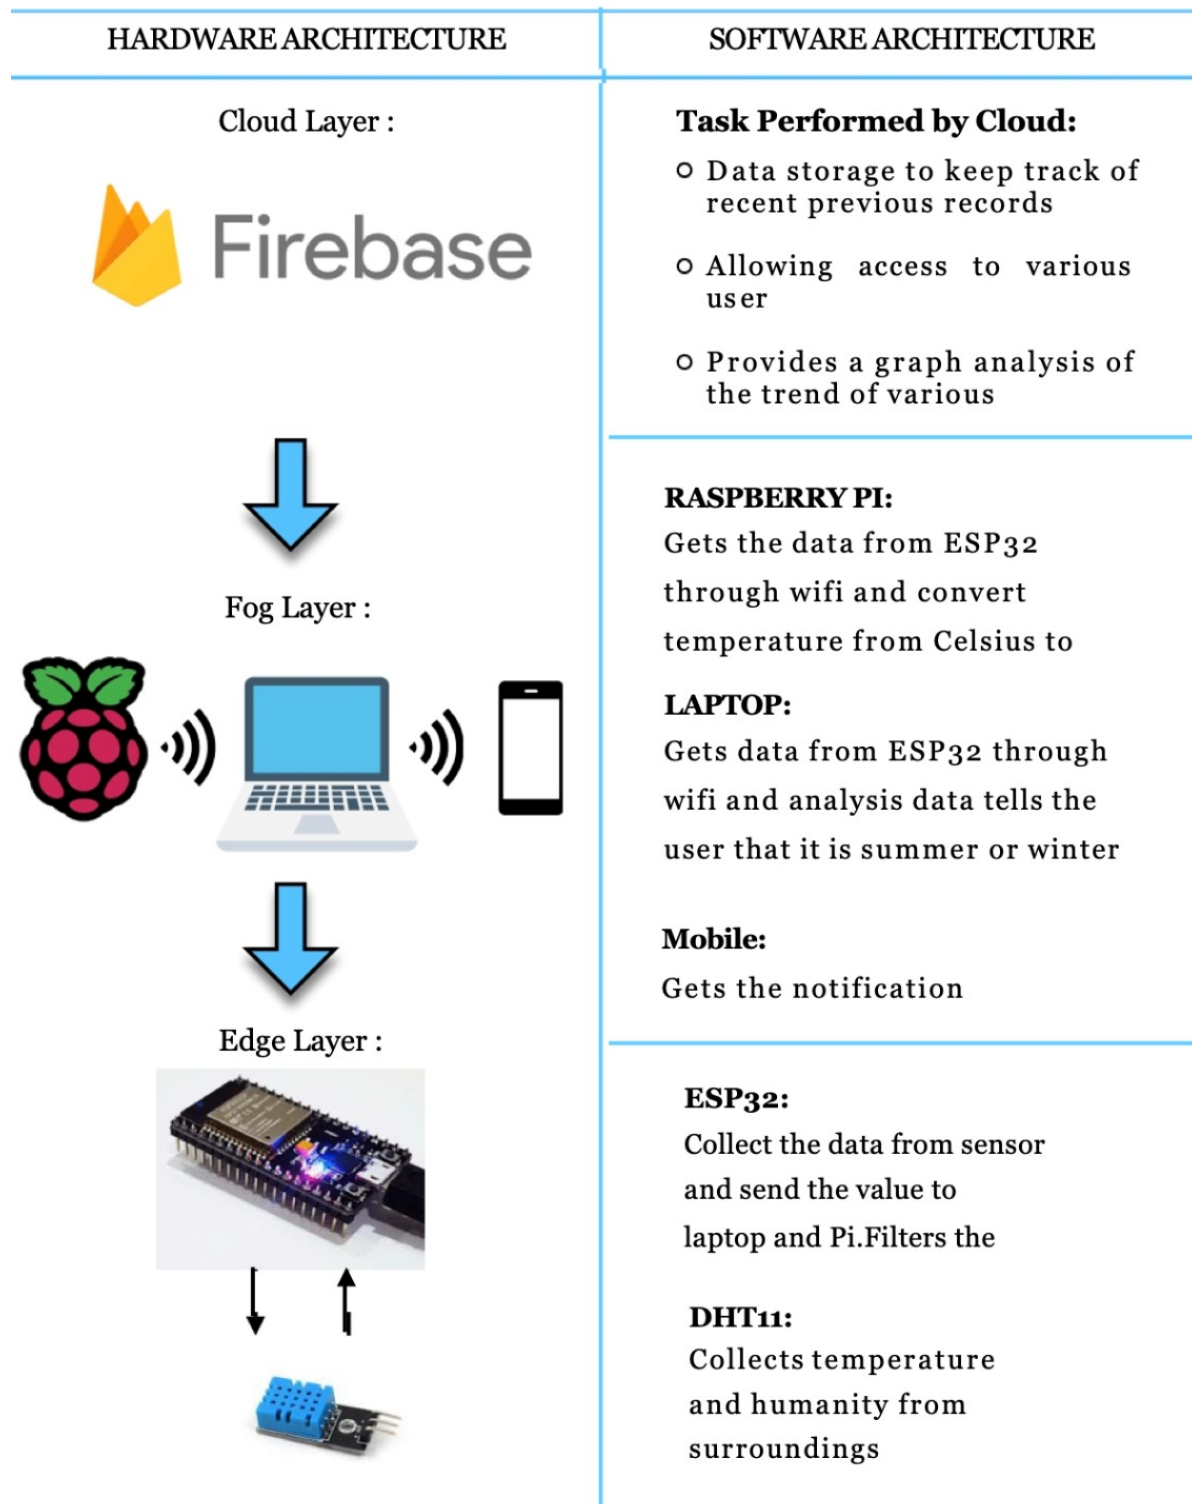 HARDWARE ARCHITECTURE
SOFTWARE ARCHITECTURE
Cloud Layer :
Firebase
Task Performed by Cloud:
Data storage to keep track of
recent previous records
Allowing access to various
user
Provides a graph analysis of
the trend of various
Fog Layer :
RASPBERRY PI:
Gets the data from ESP32
through wifi and convert
temperature from Celsius to
LAPTOP:
Gets data from ESP32 through
wifi and analysis data tells the
user that it is summer or winter
Mobile:
Gets the notification
Edge Layer :
ESP32:
Collect the data from sensor
and send the value to
laptop and Pi.Filters the
DHT11:
Collects temperature
and humanity from
surroundings